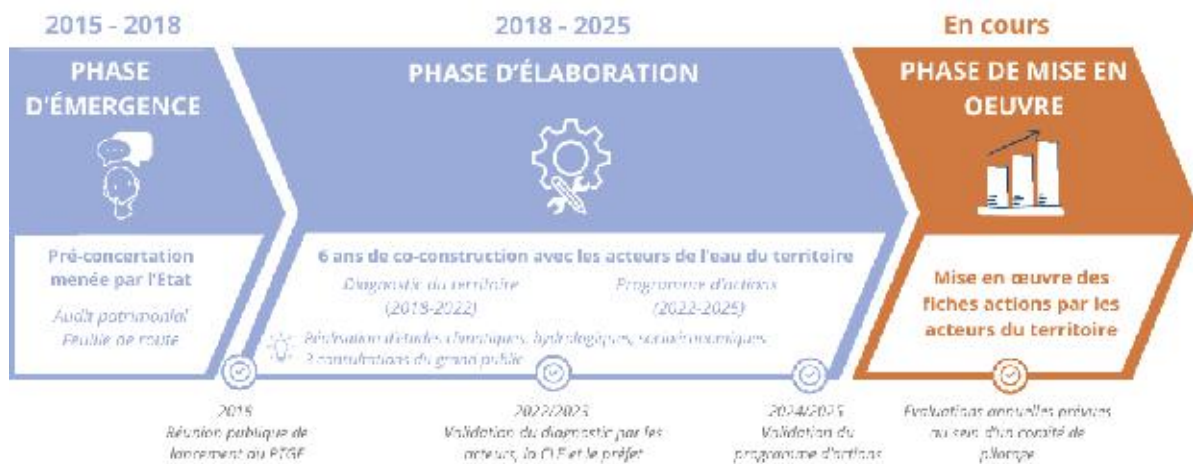 2015 - 2018
PHASE
D'ÉMERGENCE
Pré-concertation
menée par l'Etat
Audit patrimonial
Feuille de route
2018 - 2025
PHASE D'ÉLABORATION
6 ans de co-construction avec les acteurs de l'eau du territoire
Diagnostic du territoire
(2018-2022)
Programme d'actions
(2022-2025)
Réalisation d'études climatiques, hydrologiques, socioéconomiques
3 consultations du grand public
En cours
PHASE DE MISE EN
OEUVRE
Mise en œuvre des
fiches actions par les
acteurs du territoire
2018
Réunion publique de
lancement du PTGE
2022/2023
Validation du diagnostic par les
acteurs, la CLE et le préfet
2024/2025
Validation du
programme d'actions
Evaluations annuelles prévues
au sein d'un comité de
pilotage